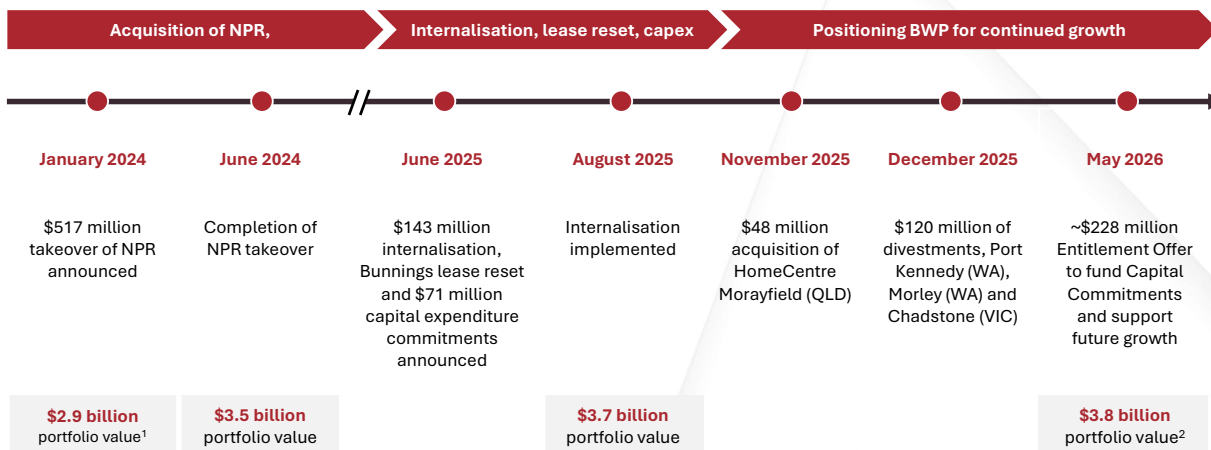 Acquisition of NPR,
Internalisation, lease reset, capex
Positioning BWP for continued growth
January 2024
$517 million
takeover of NPR
announced
$2.9 billion
portfolio value¹
June 2024
Completion of
NPR takeover
$3.5 billion
portfolio value
June 2025
$143 million
internalisation,
Bunnings lease reset
and $71 million
capital expenditure
commitments
announced
August 2025
Internalisation
implemented
$3.7 billion
portfolio value
November 2025
$48 million
acquisition of
HomeCentre
Morayfield (QLD)
December 2025
$120 million of
divestments, Port
Kennedy (WA),
Morley (WA) and
Chadstone (VIC)
May 2026
~$228 million
Entitlement Offer
to fund Capital
Commitments
and support
future growth
$3.8 billion
portfolio value²